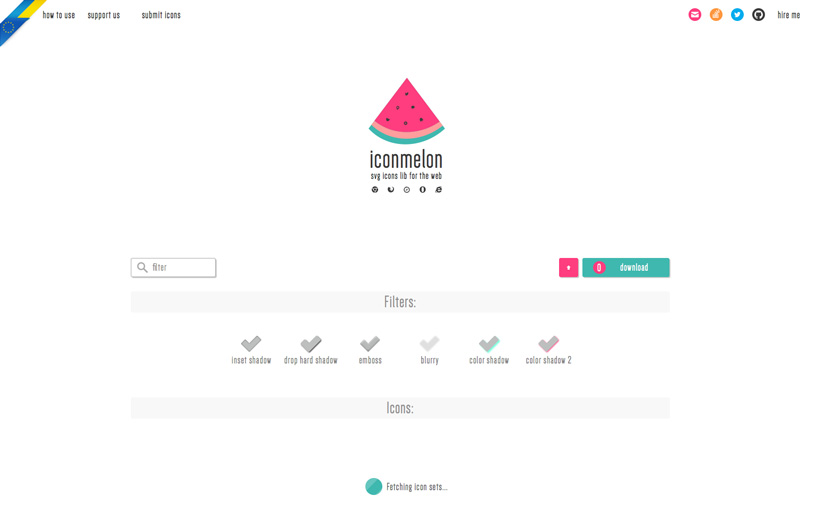 how to use support us submit icons hire me
iconmelon
svg icons lib for the web
filter
0 download
Filters:
inset shadow drop hard shadow emboss blurry color shadow color shadow 2
Icons:
Fetching icon sets...